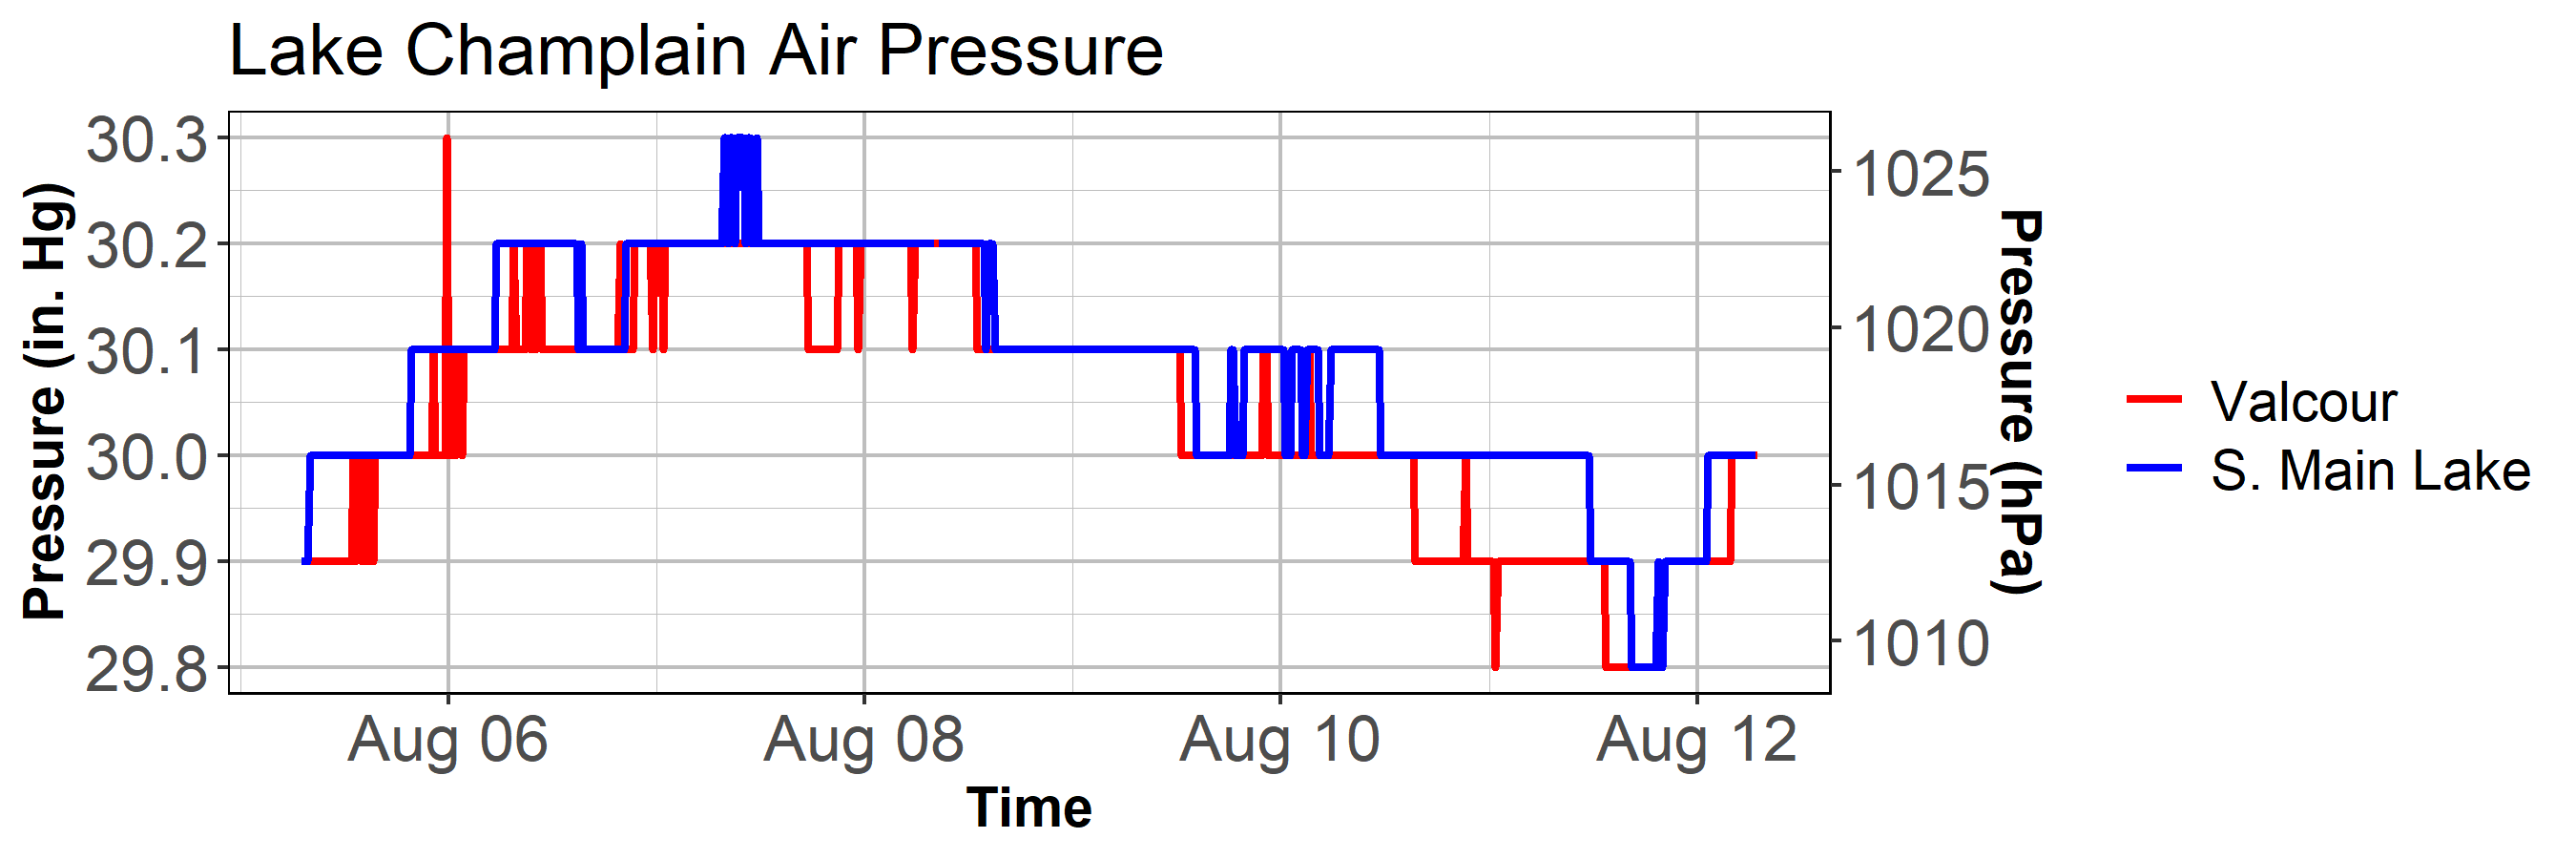 Lake Champlain Air Pressure
Pressure (in. Hg)
30.3
30.2
30.1
30.0
29.9
29.8
1025
1020
1015
1010
Pressure (hPa)
Aug 06
Aug 08
Aug 10
Aug 12
Time
Valcour
S. Main Lake